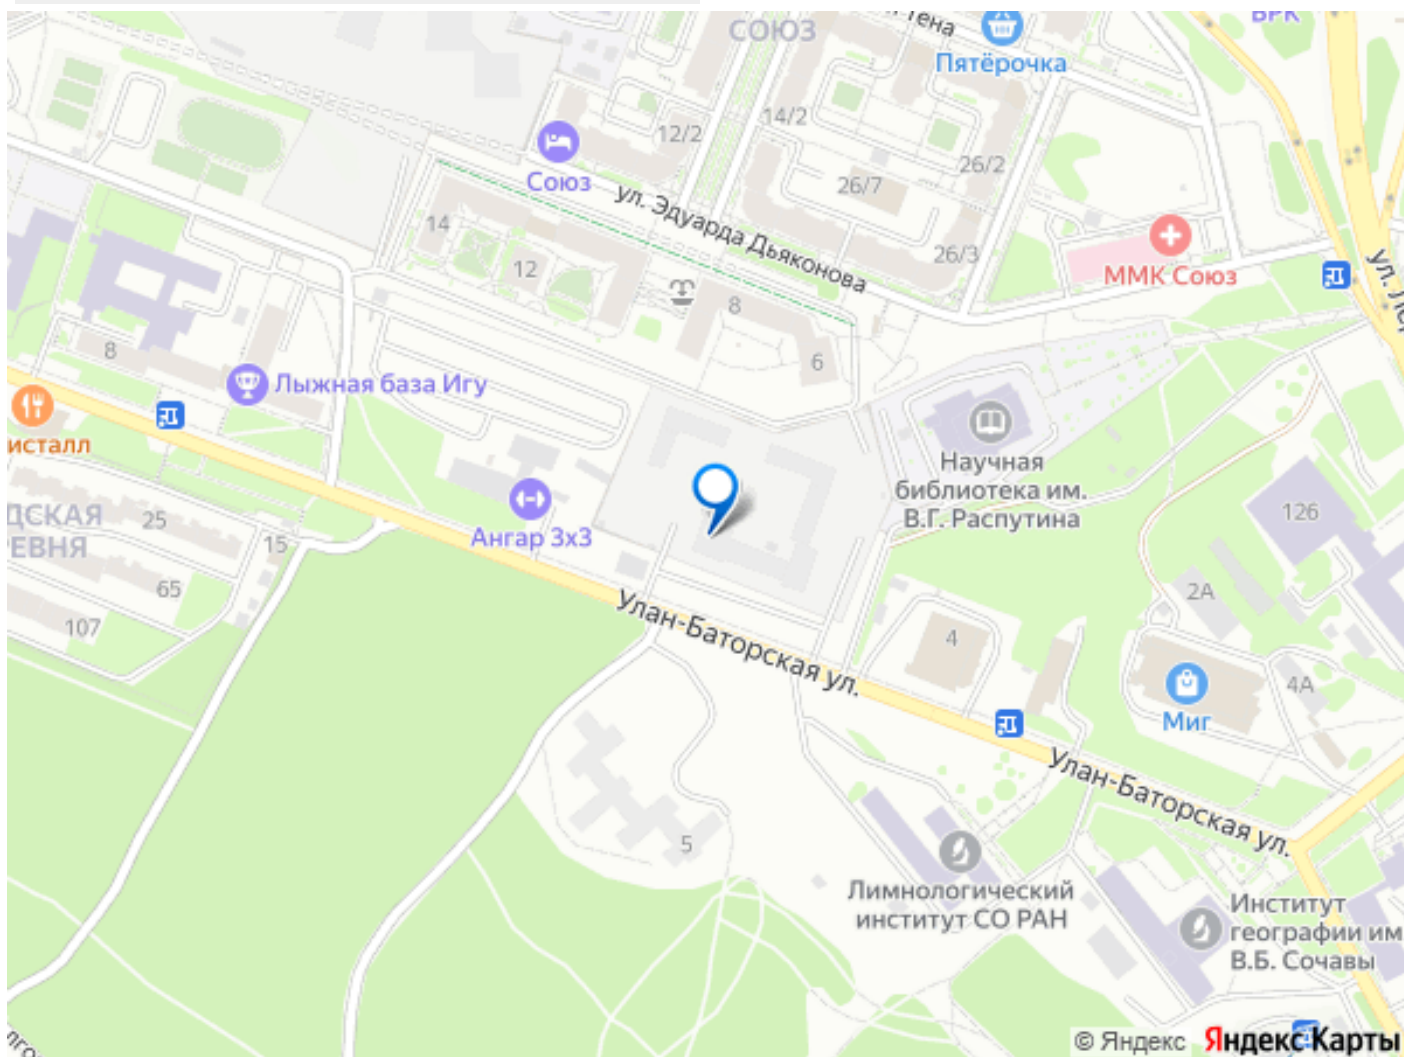 СОЮЗ
Пятёрочка
14/2
12/2
26/2
26/7
Союз
ул. Эдуарда Дьяконова
14
26/3
ММК Союз
12
8
6
8
Лыжная база Игу
исталл
Научная
библиотека им.
В.Г. Распутина
126
25
15
Ангар 3х3
65
107
2А
Улан-Баторская ул.
4
4А
Миг
Улан-Баторская ул.
5
Лимнологический
институт СО РАН
Институт
географии им
В.Б. Сочавы
© Яндекс Яндекс Карты